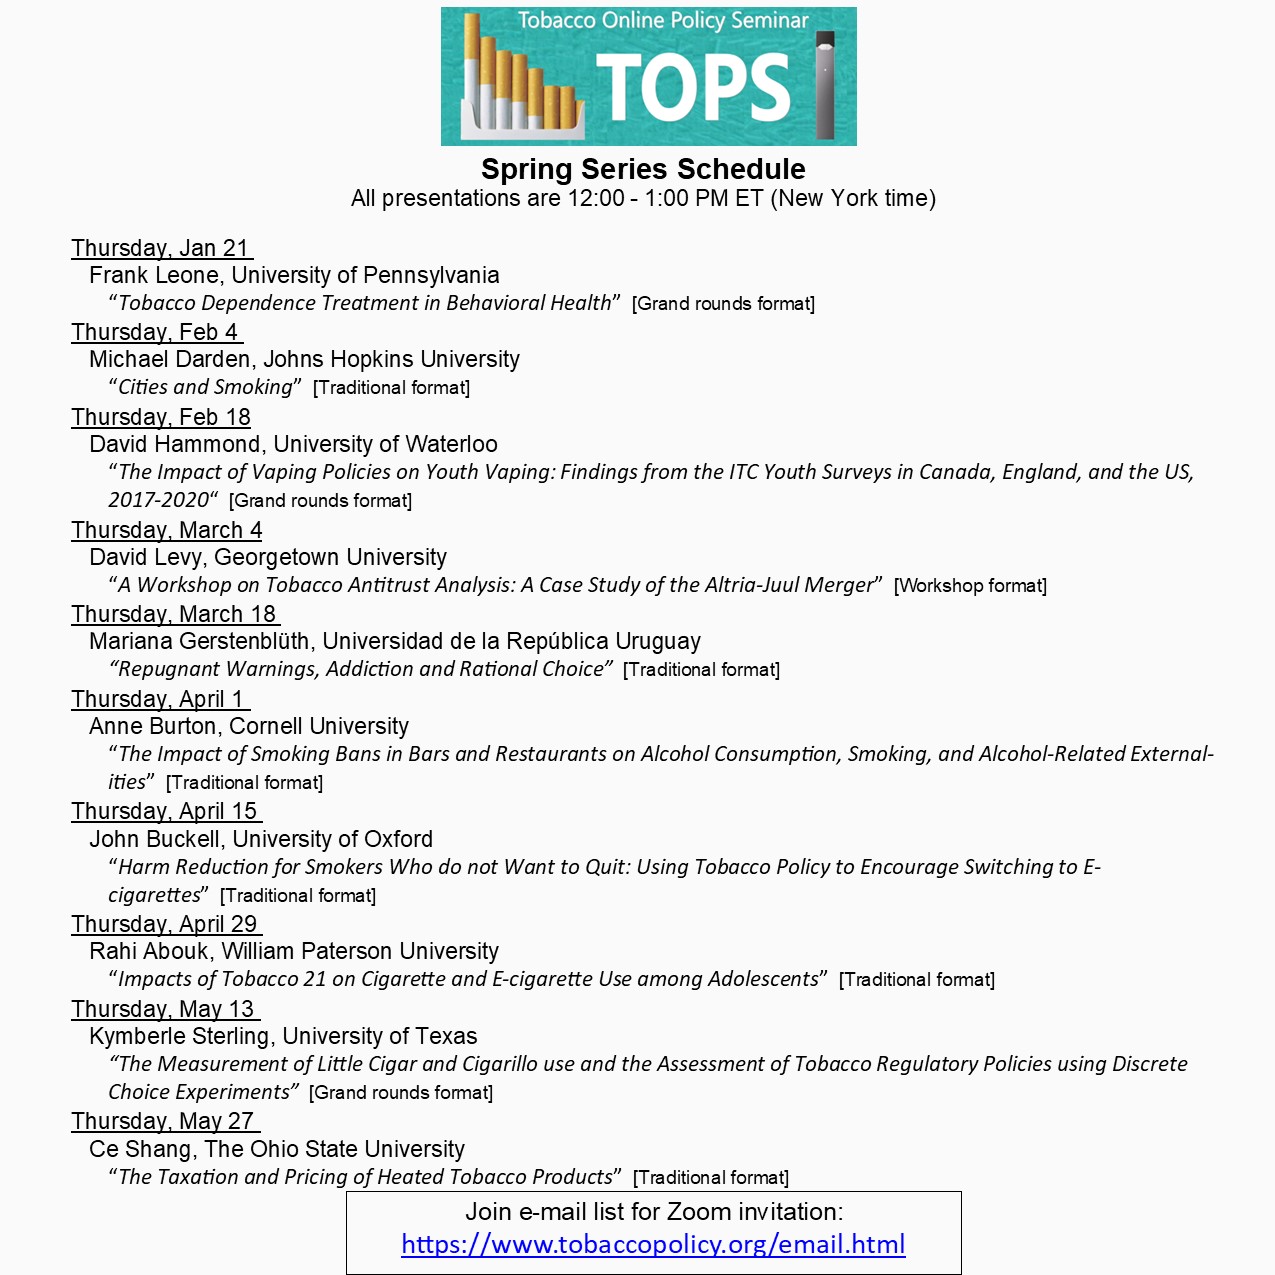 Tobacco Online Policy Seminar
TOPS
Spring Series Schedule
All presentations are 12:00 - 1:00 PM ET (New York time)
Thursday, Jan 21
Frank Leone, University of Pennsylvania
“Tobacco Dependence Treatment in Behavioral Health” [Grand rounds format]
Thursday, Feb 4
Michael Darden, Johns Hopkins University
“Cities and Smoking” [Traditional format]
Thursday, Feb 18
David Hammond, University of Waterloo
“The Impact of Vaping Policies on Youth Vaping: Findings from the ITC Youth Surveys in Canada, England, and the US,
2017-2020“ [Grand rounds format]
Thursday, March 4
David Levy, Georgetown University
“A Workshop on Tobacco Antitrust Analysis: A Case Study of the Altria-Juul Merger” [Workshop format]
Thursday, March 18
Mariana Gerstenblüth, Universidad de la República Uruguay
“Repugnant Warnings, Addiction and Rational Choice” [Traditional format]
Thursday, April 1
Anne Burton, Cornell University
“The Impact of Smoking Bans in Bars and Restaurants on Alcohol Consumption, Smoking, and Alcohol-Related External-
ities” [Traditional format]
Thursday, April 15
John Buckell, University of Oxford
“Harm Reduction for Smokers Who do not Want to Quit: Using Tobacco Policy to Encourage Switching to E-
cigarettes” [Traditional format]
Thursday, April 29
Rahi Abouk, William Paterson University
“Impacts of Tobacco 21 on Cigarette and E-cigarette Use among Adolescents” [Traditional format]
Thursday, May 13
Kymberle Sterling, University of Texas
“The Measurement of Little Cigar and Cigarillo use and the Assessment of Tobacco Regulatory Policies using Discrete
Choice Experiments” [Grand rounds format]
Thursday, May 27
Ce Shang, The Ohio State University
“The Taxation and Pricing of Heated Tobacco Products” [Traditional format]
Join e-mail list for Zoom invitation:
https://www.tobaccopolicy.org/email.html